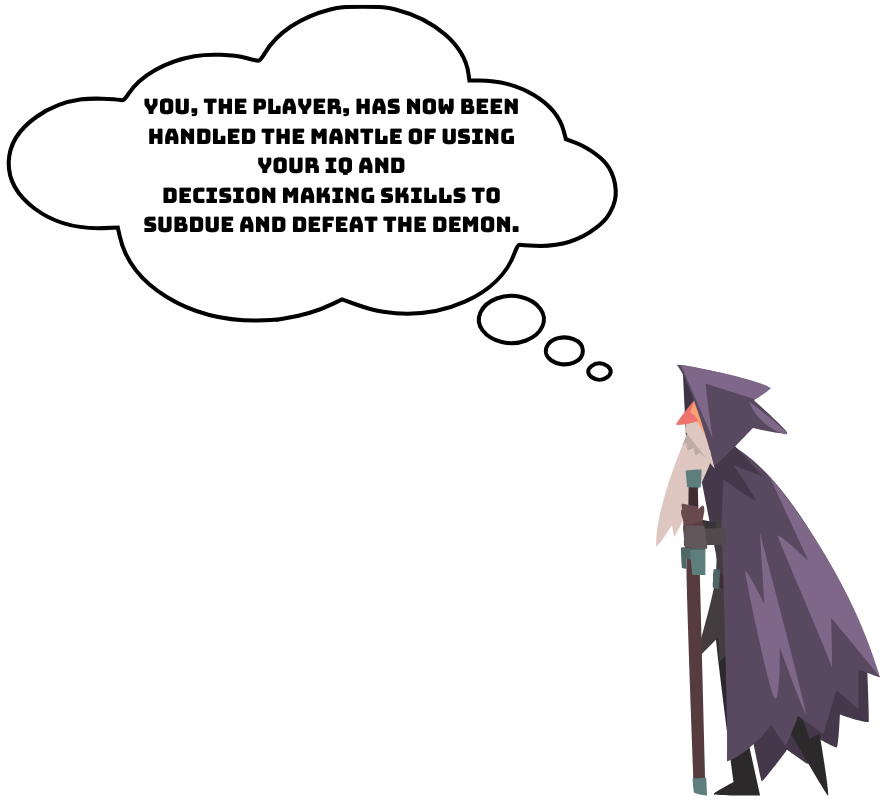 YOU, THE PLAYER, HAS NOW BEEN
HANDLED THE MANTLE OF USING
YOUR IQ AND
DECISION MAKING SKILLS TO
SUBDUE AND DEFEAT THE DEMON.